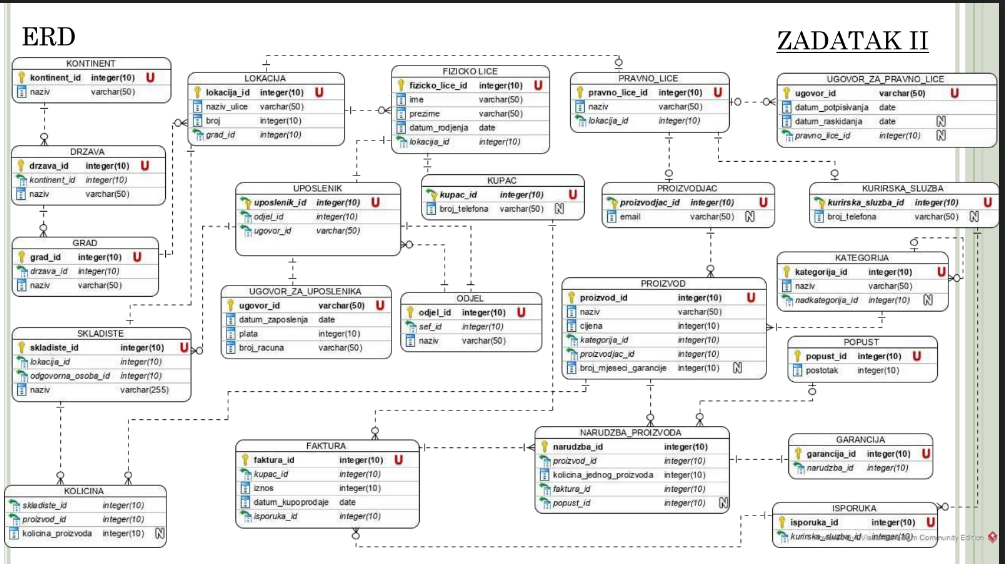 ERD
ZADATAK II
KONTINENT
kontinent_id integer(10) U
naziv varchar(50)
LOKACIJA
lokacija_id integer(10) U
naziv_ulice varchar(50)
broj integer(10)
grad_id integer(10)
FIZICKO LICE
fizicko_lice_id integer(10) U
ime varchar(50)
prezime varchar(50)
datum_rodjenja date
lokacija_id integer(10)
PRAVNO_LICE
pravno_lice_id integer(10) U
naziv varchar(50)
lokacija_id integer(10)
UGOVOR_ZA_PRAVNO_LICE
ugovor_id varchar(50) U
datum_potpisivanja date
datum_raskidanja date N
pravno_lice_id integer(10) N
DRZAVA
drzava_id integer(10) U
kontinent_id integer(10)
naziv varchar(50)
UPOSLENIK
uposlenik_id integer(10) U
odjel_id integer(10)
ugovor_id varchar(50)
KUPAC
kupac_id integer(10) U
broj_telefona varchar(50) N
PROIZVODJAC
proizvodjac_id integer(10) U
email varchar(50) N
KURIRSKA_SLUZBA
kurirska_sluzba_id integer(10) U
broj_telefona varchar(50) N
GRAD
grad_id integer(10) U
drzava_id integer(10)
naziv varchar(50)
KATEGORIJA
kategorija_id integer(10) U
naziv varchar(50)
nadkategorija_id integer(10) N
UGOVOR_ZA_UPOSLENIKA
ugovor_id varchar(50) U
datum_zaposlenja date
plata integer(10)
broj_racuna varchar(50)
ODJEL
odjel_id integer(10) U
sef_id integer(10)
naziv varchar(50)
PROIZVOD
proizvod_id integer(10) U
naziv varchar(50)
cijena integer(10)
kategorija_id integer(10)
proizvodjac_id integer(10)
broj_mjeseci_garancije integer(10) N
SKLADISTE
skladiste_id integer(10) U
lokacija_id integer(10)
odgovorna_osoba_id integer(10)
naziv varchar(255)
POPUST
popust_id integer(10) U
postotak integer(10)
FAKTURA
faktura_id integer(10) U
kupac_id integer(10)
iznos integer(10)
datum_kupoprodaje date
isporuka_id integer(10)
NARUDZBA_PROIZVODA
narudzba_id integer(10) U
proizvod_id integer(10)
kolicina_jednog_proizvoda integer(10)
faktura_id integer(10)
popust_id integer(10) N
GARANCIJA
garancija_id integer(10) U
narudzba_id integer(10)
KOLICINA
skladiste_id integer(10)
proizvod_id integer(10)
kolicina_proizvoda integer(10) N
ISPORUKA
isporuka_id integer(10) U
kurirska_sluzba_id integer(10)
Community Edition